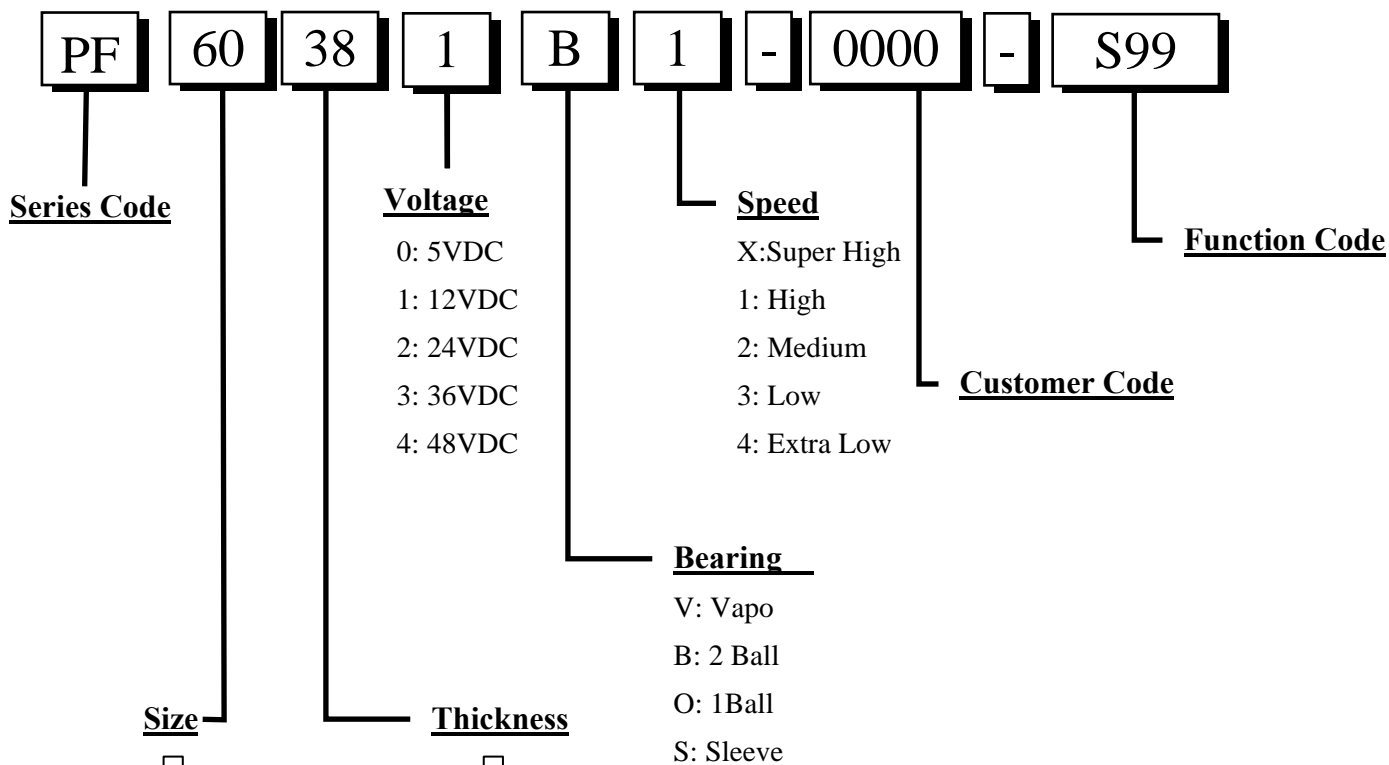 PF 60 38 1 B 1 - 0000 - S99
Series Code
Voltage
0: 5VDC
1: 12VDC
2: 24VDC
3: 36VDC
4: 48VDC
Speed
X:Super High
1: High
2: Medium
3: Low
4: Extra Low
Function Code
Customer Code
Bearing
V: Vapo
B: 2 Ball
O: 1Ball
S: Sleeve
Size
Thickness